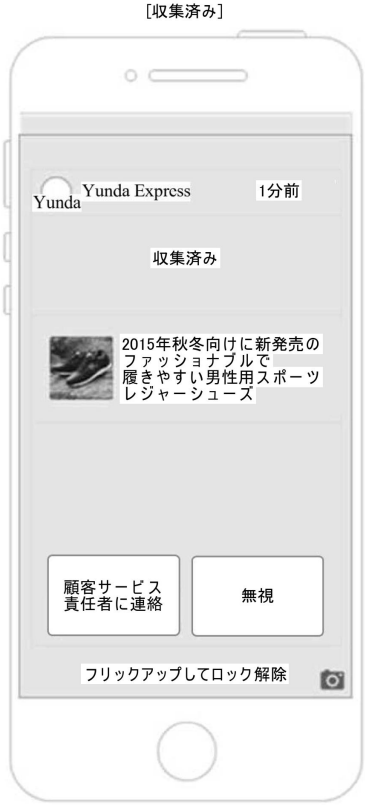 [収集済み]
Yunda Yunda Express 1分前
収集済み
2015年秋冬向けに新発売の
ファッショナブルで
履きやすい男性用スポーツ
レジャーシューズ
顧客サービス
責任者に連絡
無視
フリックアップしてロック解除